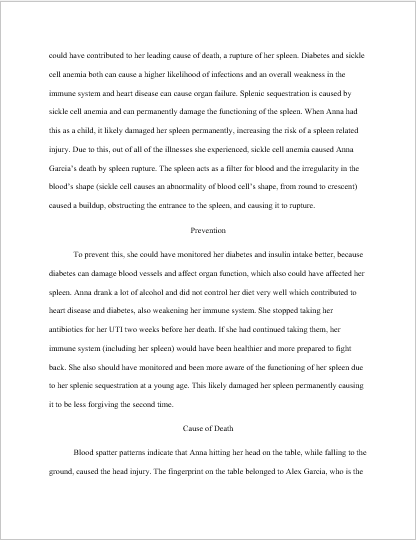 could have contributed to her leading cause of death, a rupture of her spleen. Diabetes and sickle
cell anemia both can cause a higher likelihood of infections and an overall weakness in the
immune system and heart disease can cause organ failure. Splenic sequestration is caused by
sickle cell anemia and can permanently damage the functioning of the spleen. When Anna had
this as a child, it likely damaged her spleen permanently, increasing the risk of a spleen related
injury. Due to this, out of all of the illnesses she experienced, sickle cell anemia caused Anna
Garcia's death by spleen rupture. The spleen acts as a filter for blood and the irregularity in the
blood's shape (sickle cell causes an abnormality of blood cell's shape, from round to crescent)
caused a buildup, obstructing the entrance to the spleen, and causing it to rupture.
Prevention
To prevent this, she could have monitored her diabetes and insulin intake better, because
diabetes can damage blood vessels and affect organ function, which also could have affected her
spleen. Anna drank a lot of alcohol and did not control her diet very well which contributed to
heart disease and diabetes, also weakening her immune system. She stopped taking her
antibiotics for her UTI two weeks before her death. If she had continued taking them, her
immune system (including her spleen) would have been healthier and more prepared to fight
back. She also should have monitored and been more aware of the functioning of her spleen due
to her splenic sequestration at a young age. This likely damaged her spleen permanently causing
it to be less forgiving the second time.
Cause of Death
Blood spatter patterns indicate that Anna hitting her head on the table, while falling to the
ground, caused the head injury. The fingerprint on the table belonged to Alex Garcia, who is the